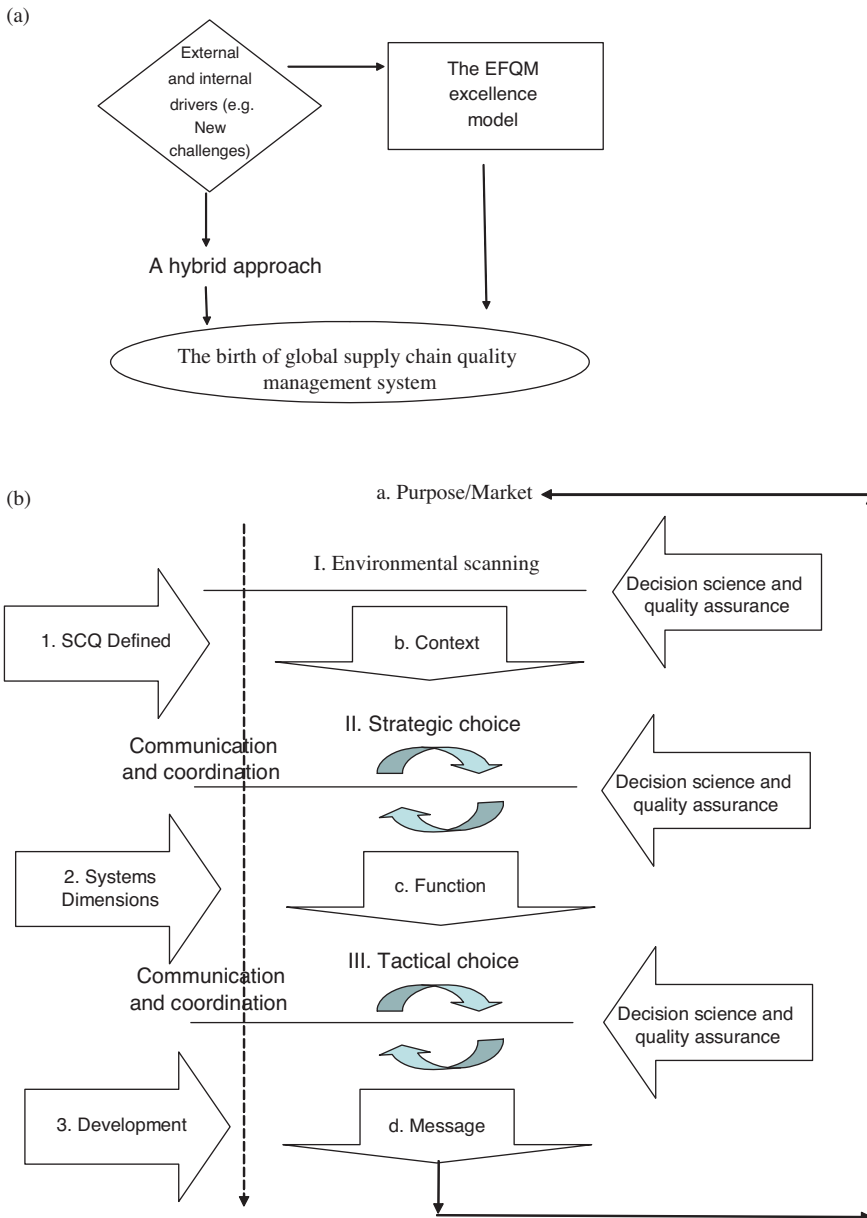 (a)
External
and internal
drivers (e.g.
New
challenges)
The EFQM
excellence
model
A hybrid approach
The birth of global supply chain quality
management system
(b)
a. Purpose/Market
I. Environmental scanning
Decision science and
quality assurance
1. SCQ Defined
b. Context
II. Strategic choice
Communication
and coordination
Decision science and
quality assurance
2. Systems
Dimensions
c. Function
III. Tactical choice
Communication
and coordination
Decision science and
quality assurance
3. Development
d. Message